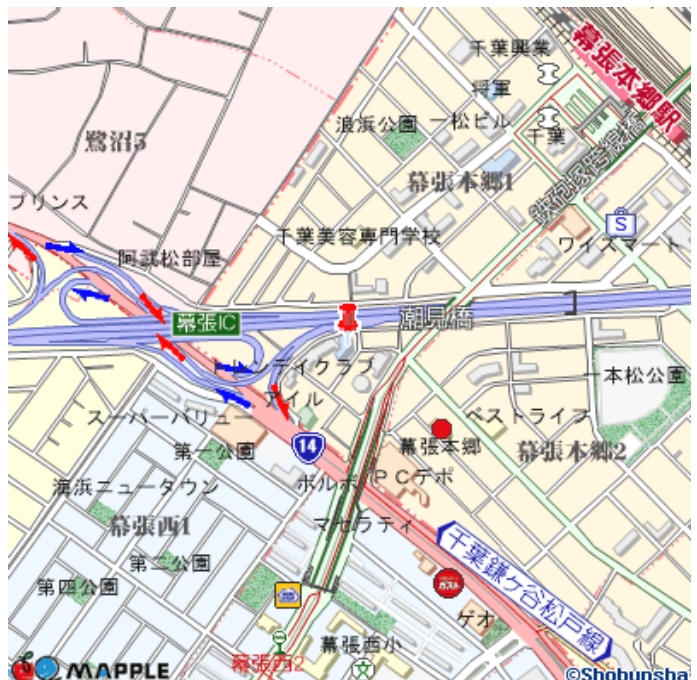 千葉興業
幕張本郷駅
将軍
浪浜公園
一松ビル
千葉
鷺沼5
幕張本郷1
プリンス
S
千葉美容専門学校
ワイズマート
阿武松部屋
幕張IC
潮見橋
トレンディクラブ
一本松公園
アイル
スーパーバリュー
ベストライフ
第一公園
14
幕張本郷
幕張本郷2
海浜ニュータウン
ボルボ
PCデポ
幕張西1
マセラティ
第二公園
千葉鎌ヶ谷松戸線
第四公園
ガスト
ゲオ
幕張西小
幕張西2
文
MAPPLE
©Shobunsha